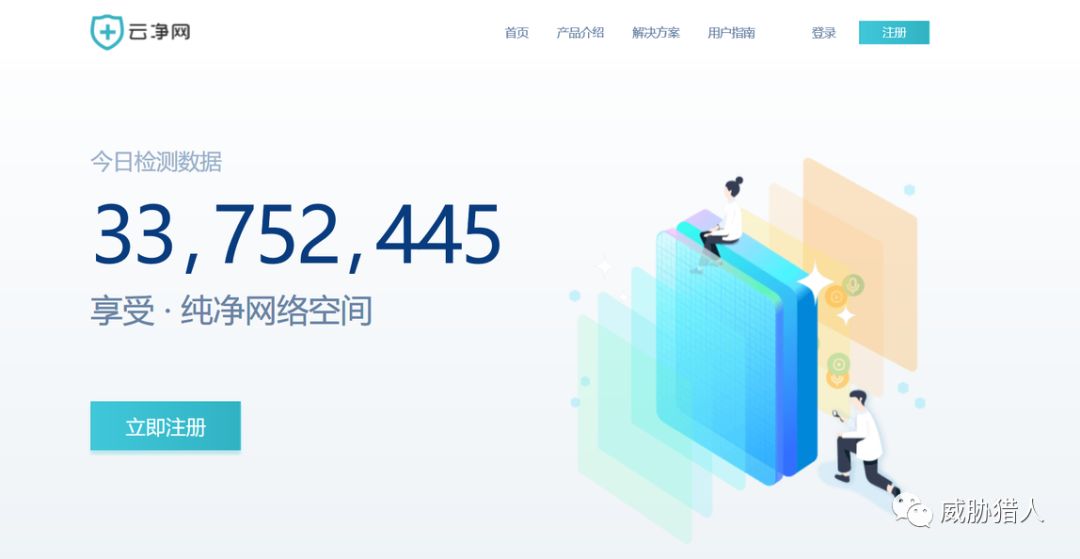 云净网
首页 产品介绍 解决方案 用户指南 登录 注册
今日检测数据
33,752,445
享受 · 纯净网络空间
立即注册
威胁猎人